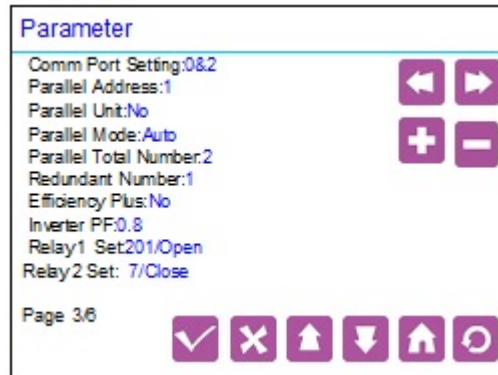 Parameter
Comm Port Setting:0&2
Parallel Address:1
Parallel Unit:No
Parallel Mode:Auto
Parallel Total Number:2
Redundant Number:1
Efficiency Plus:No
Inverter PF:0.8
Relay1 Set:201/Open
Relay2 Set: 7/Close
Page 3/6